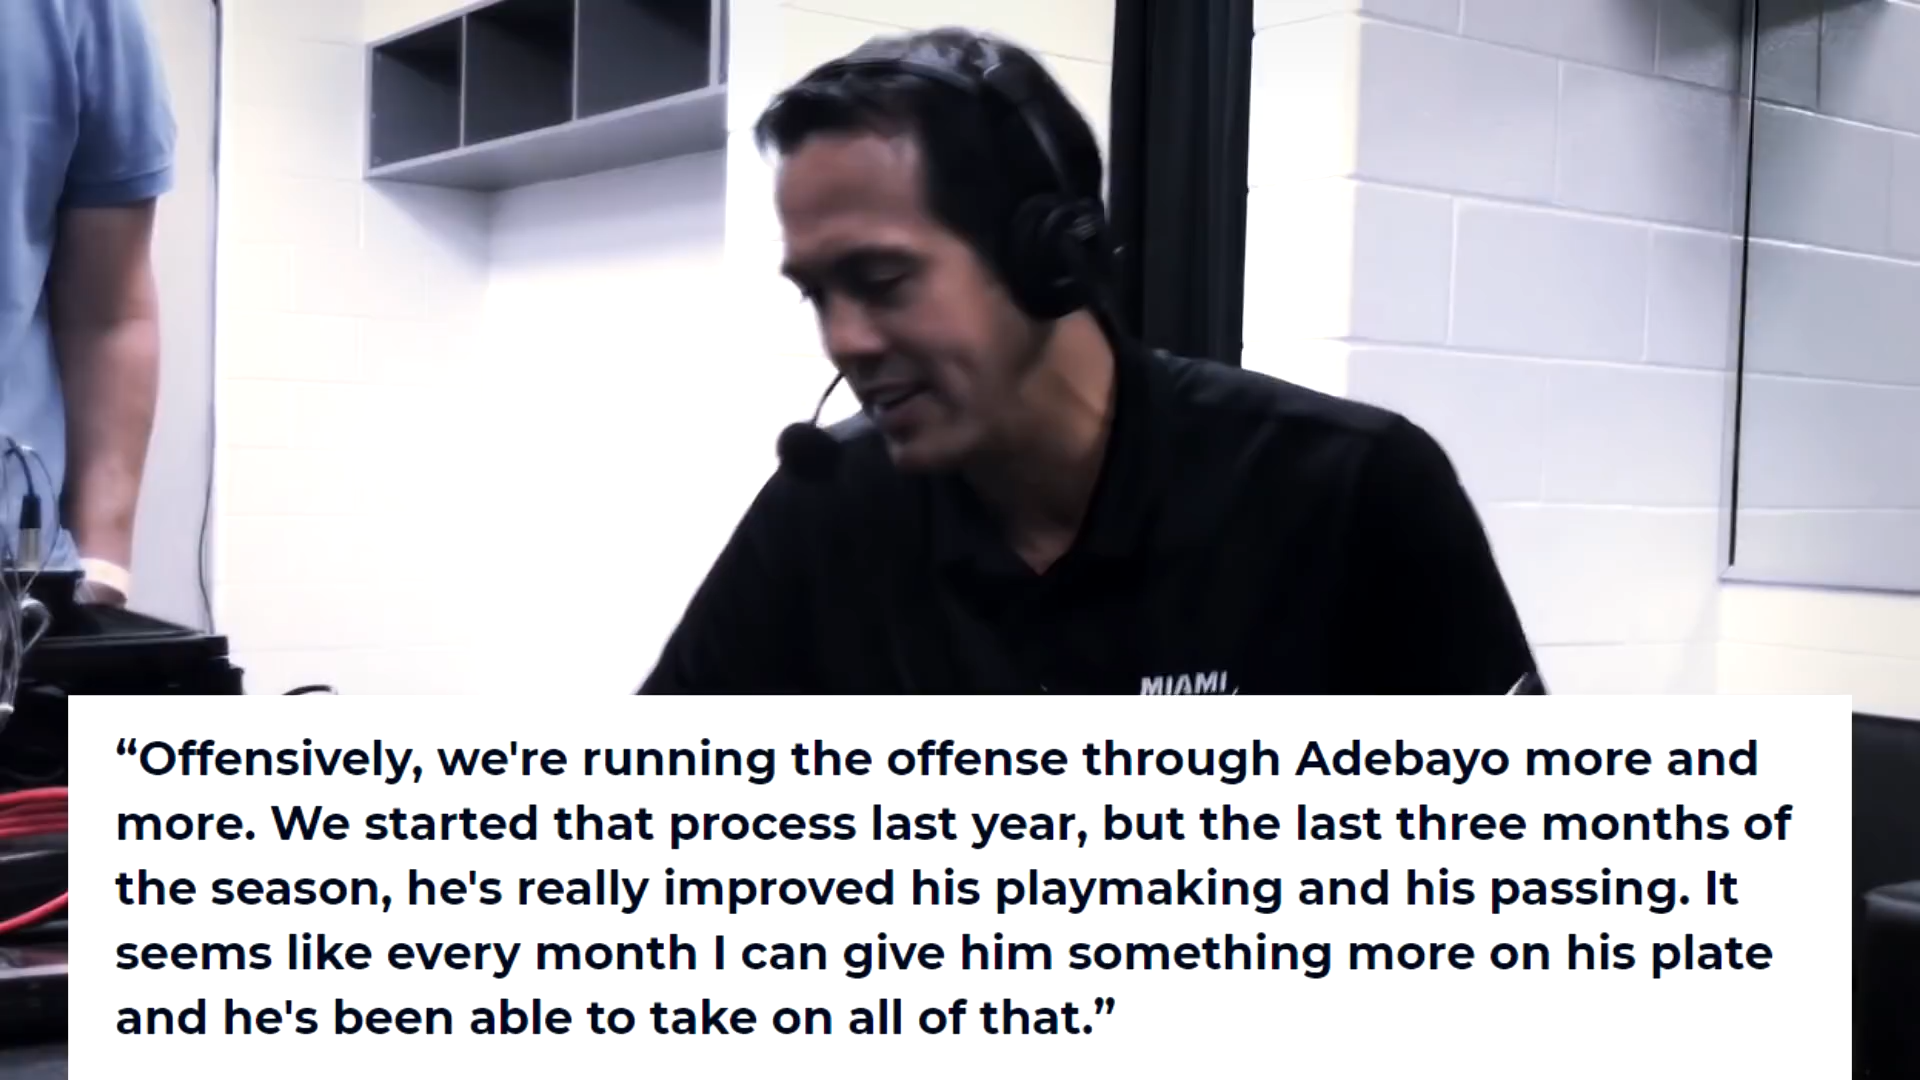 MIAMI
“Offensively, we're running the offense through Adebayo more and
more. We started that process last year, but the last three months of
the season, he's really improved his playmaking and his passing. It
seems like every month I can give him something more on his plate
and he's been able to take on all of that.”